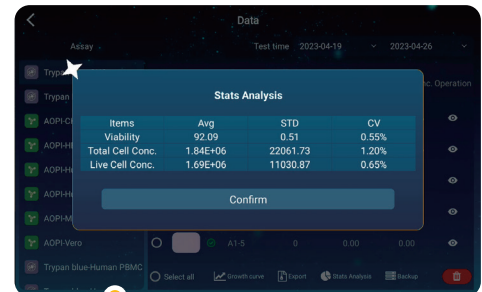 Data
Assay Test time 2023-04-19 2023-04-26
Trypan
nc. Operation
Stats Analysis
Trypan
Items Avg STD CV
AOPI-CH
Viability 92.09 0.51 0.55%
Total Cell Conc. 1.84E+06 22061.73 1.20%
Live Cell Conc. 1.69E+06 11030.87 0.65%
Confirm
AOPI-M
AOPI-Vero A1-5 0 0.00 0.00
Trypan blue-Human PBMC
Select all Growth curve Export Stats Analysis Backup